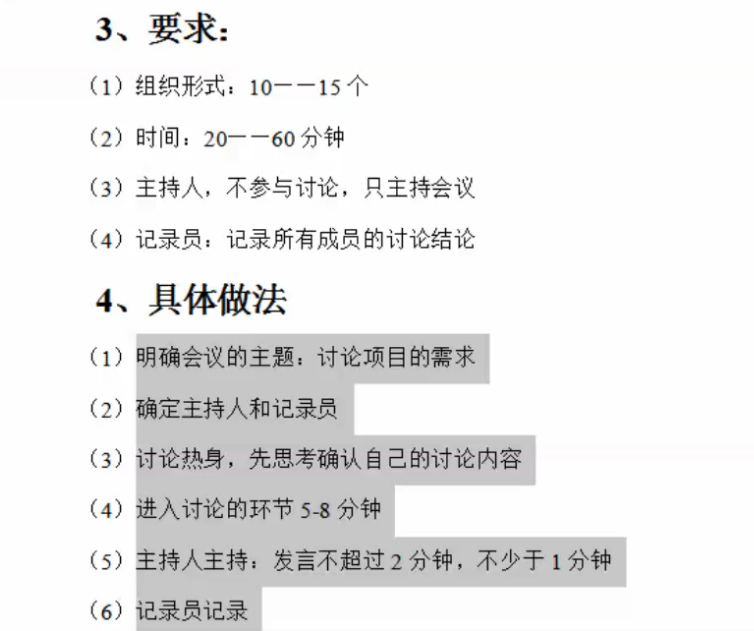 3、要求：
（1）组织形式：10——15 个
（2）时间：20——60 分钟
（3）主持人，不参与讨论，只主持会议
（4）记录员：记录所有成员的讨论结论
4、具体做法
（1）明确会议的主题：讨论项目的需求
（2）确定主持人和记录员
（3）讨论热身，先思考确认自己的讨论内容
（4）进入讨论的环节 5-8 分钟
（5）主持人主持：发言不超过 2 分钟，不少于 1 分钟
（6）记录员记录